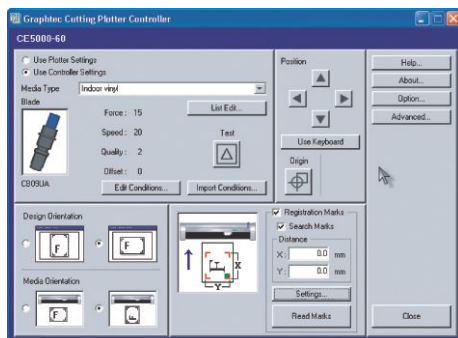 Graphtec Cutting Plotter Controller
CE5000-60
Use Plotter Settings
Use Controller Settings
Media Type
Indoor vinyl
Blade
CB09UA
Force : 15
Speed : 20
Quality : 2
Offset : 0
List Edit...
Test
Edit Conditions...
Import Conditions...
Position
Use Keyboard
Origin
Help...
About...
Option...
Advanced...
Design Orientation
F
F
Media Orientation
F
F
X
Y
Registration Marks
Search Marks
Distance
X : 0.0 mm
Y : 0.0 mm
Settings...
Read Marks
Close